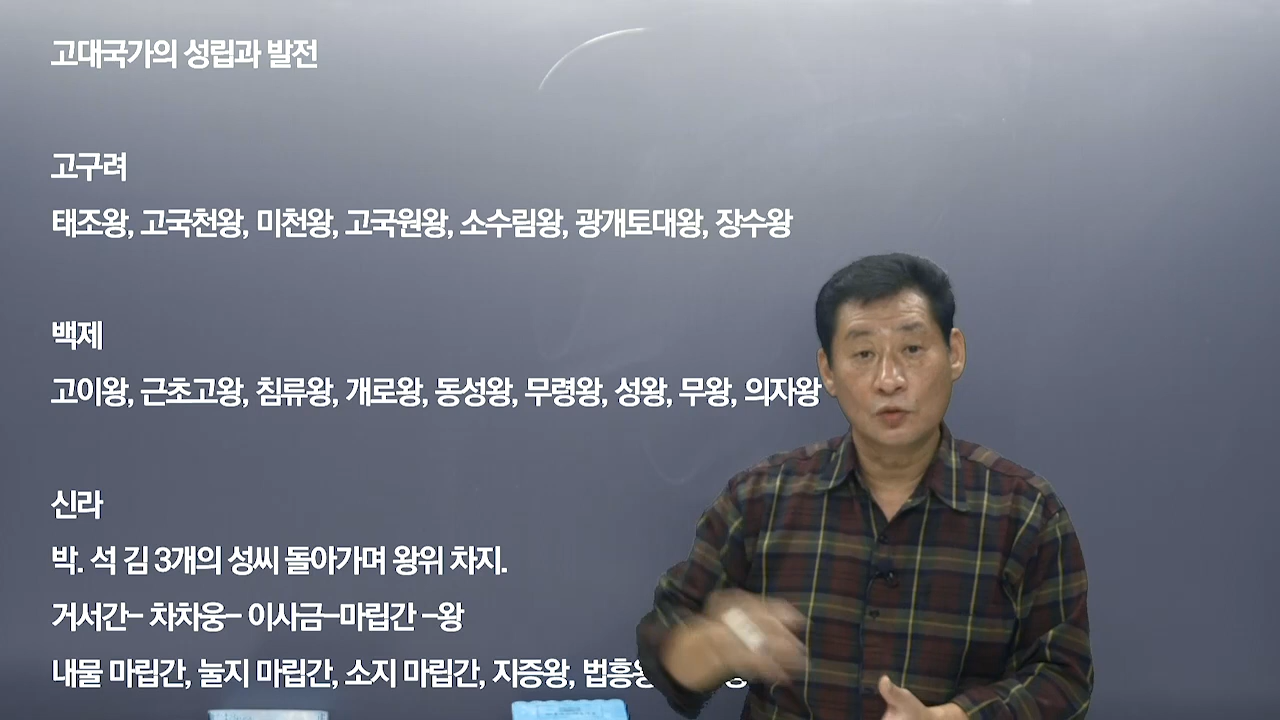 고대국가의 성립과 발전
고구려
태조왕, 고국천왕, 미천왕, 고국원왕, 소수림왕, 광개토대왕, 장수왕
백제
고이왕, 근초고왕, 침류왕, 개로왕, 동성왕, 무령왕, 성왕, 무왕, 의자왕
신라
박. 석 김 3개의 성씨 돌아가며 왕위 차지.
거서간- 차차웅- 이사금-마립간 -왕
내물 마립간, 눌지 마립간, 소지 마립간, 지증왕, 법흥왕